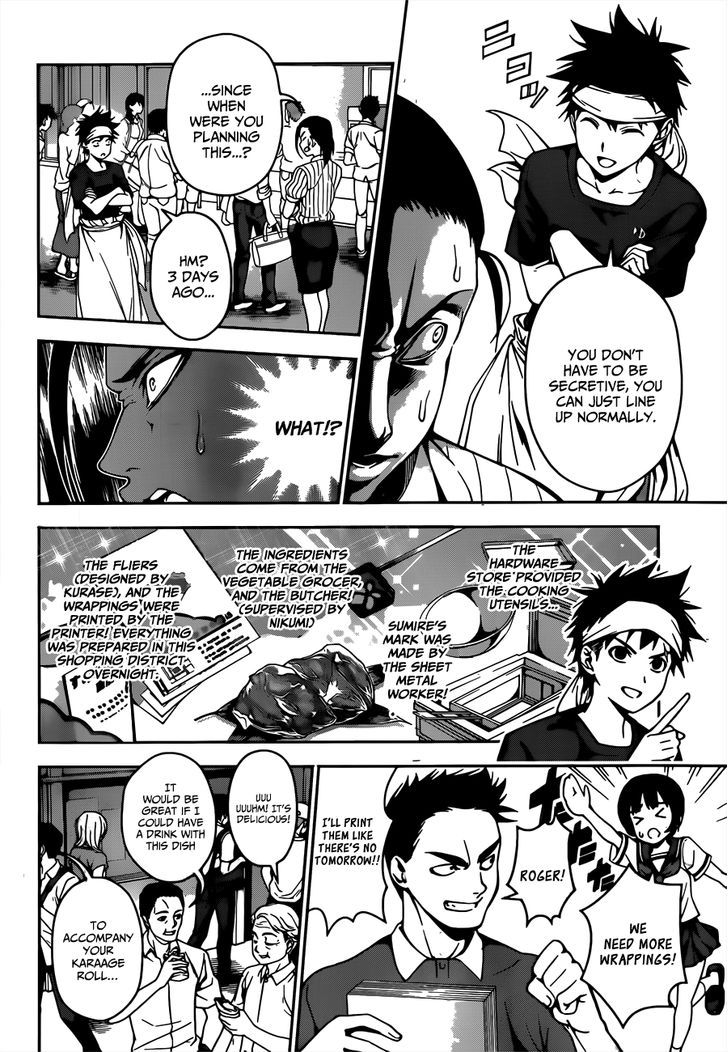 YOU DON'T
HAVE TO BE
SECRETIVE, YOU
CAN JUST LINE
UP NORMALLY.
...SINCE
WHEN WERE
YOU
PLANNING
THIS...?
HM?
3 DAYS
AGO...
WHAT!?
THE
HARDWARE
STORE PROVIDED
THE COOKING
UTENSILS...
SUMIRE'S
MARK WAS
MADE BY
THE SHEET
METAL
WORKER!
THE INGREDIENTS
COME FROM THE
VEGETABLE GROCER,
AND THE BUTCHER!
(SUPERVISED BY
NIKUMI)
THE FLIERS
(DESIGNED BY
KURASE), AND THE
WRAPPINGS WERE
PRINTED BY THE
PRINTER! EVERYTHING
WAS PREPARED IN THIS
SHOPPING DISTRICT
OVERNIGHT.
WE
NEED MORE
WRAPPINGS!
ROGER!
I'LL PRINT
THEM LIKE
THERE'S NO
TOMORROW!!
UUU
UUUHM! IT'S
DELICIOUS!
IT
WOULD BE
GREAT IF I
COULD HAVE
A DRINK WITH
THIS DISH
TO
ACCOMPANY
YOUR
KARAAGE
ROLL...